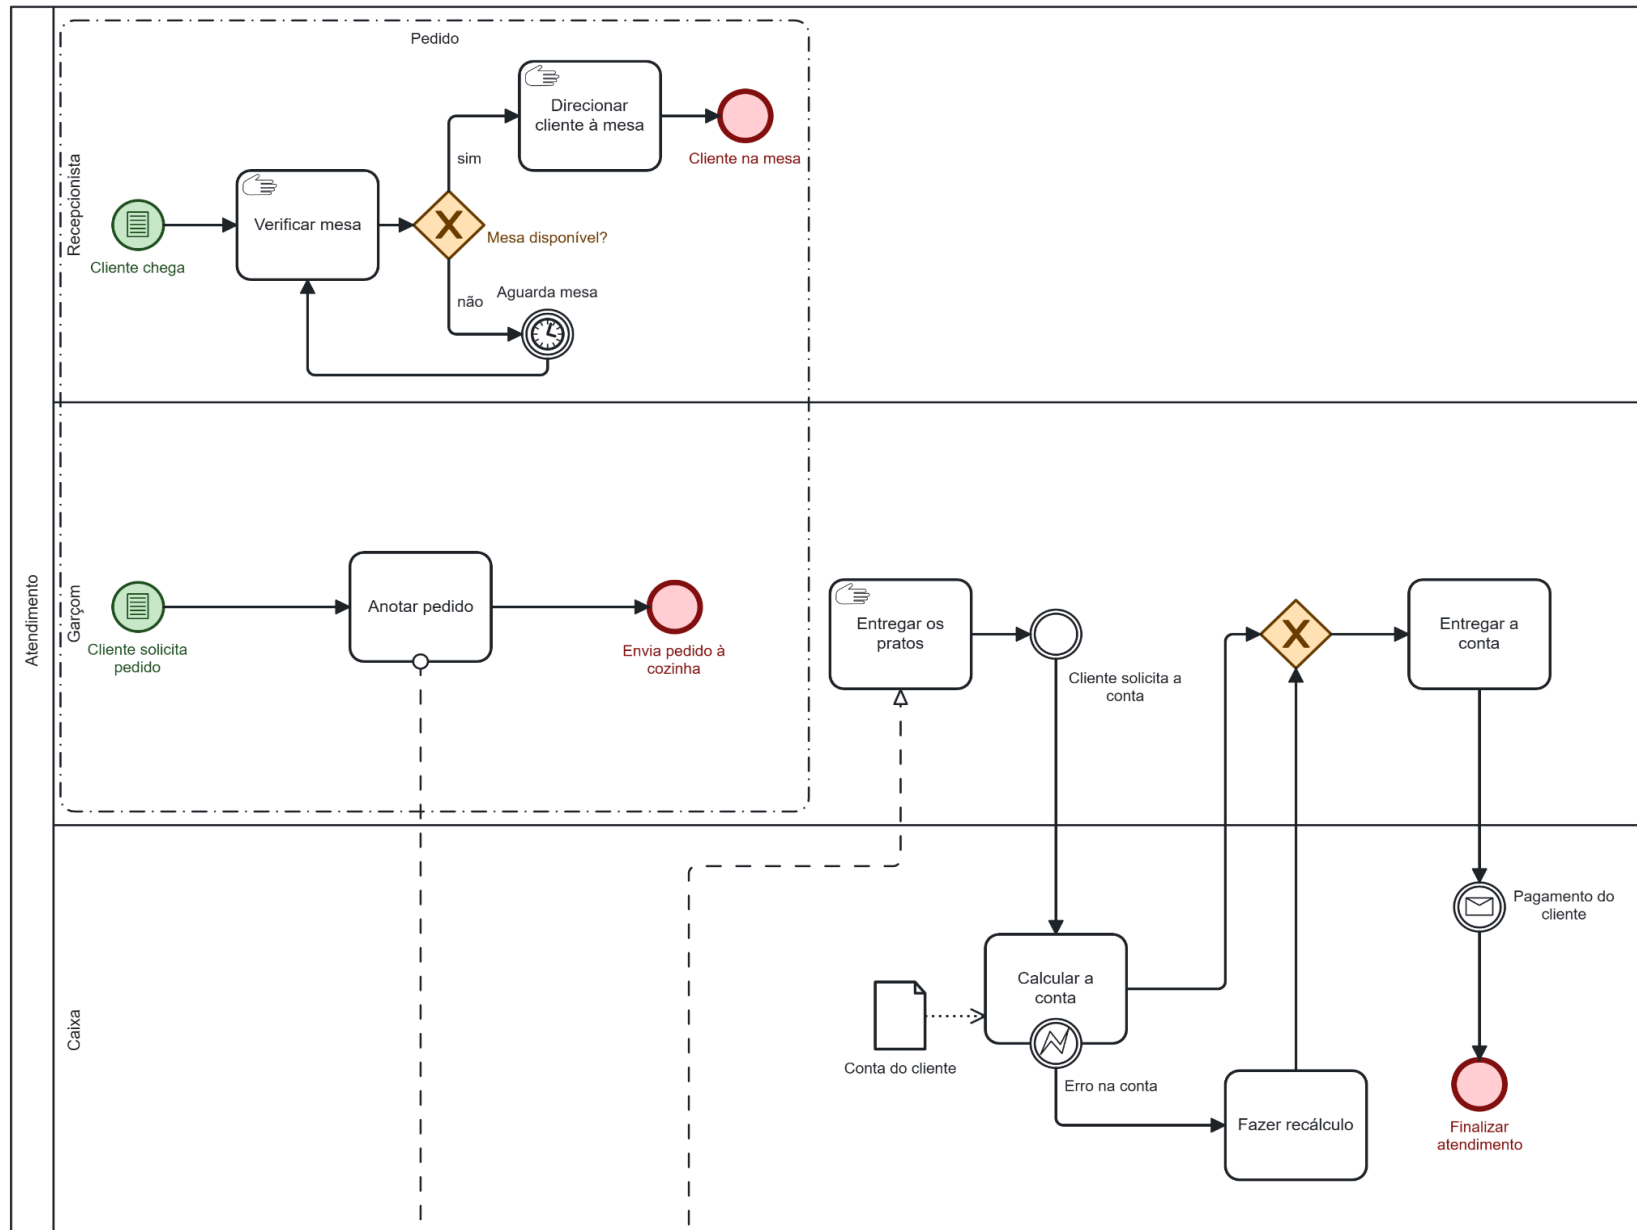 Atendimento
Pedido
Recepcionista
Cliente chega
Verificar mesa
Mesa disponível?
sim
Direcionar
cliente à mesa
Cliente na mesa
não
Aguarda mesa
Garçom
Cliente solicita
pedido
Anotar pedido
Envia pedido à
cozinha
Entregar os
pratos
Cliente solicita a
conta
Entregar a
conta
Caixa
Pagamento do
cliente
Calcular a
conta
Conta do cliente
Erro na conta
Fazer recálculo
Finalizar
atendimento